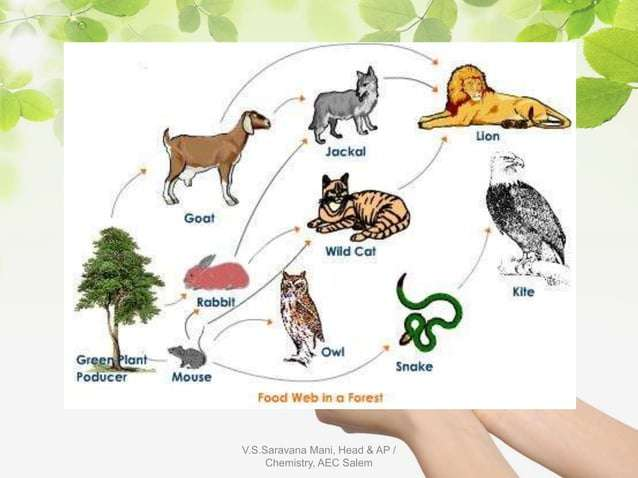 Lion
Jackal
Goat
Wild Cat
Kite
Rabbit
Owl
Green Plant
Poducer
Mouse
Snake
Food Web in a Forest
V.S.Saravana Mani, Head & AP /
Chemistry, AEC Salem